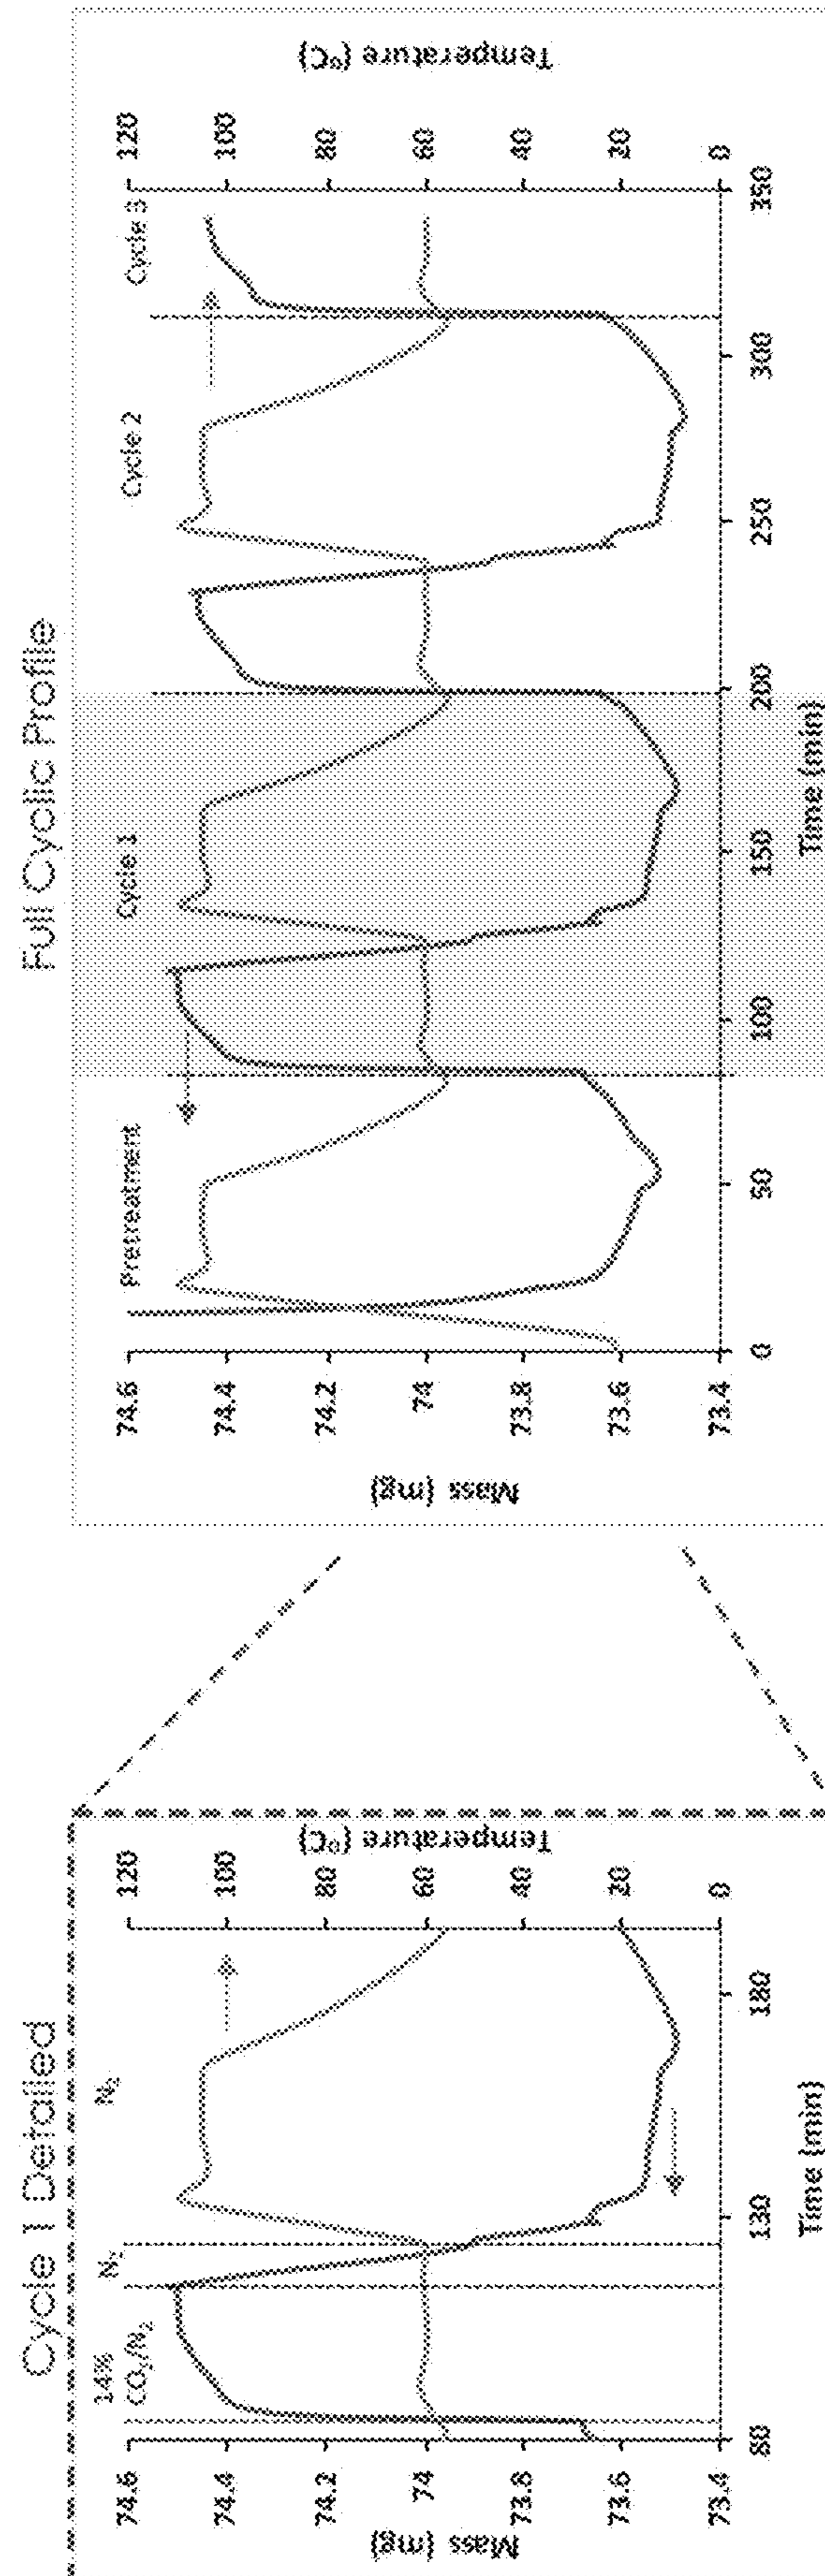 Cycle 1 Detailed
14%
CO₂/N₂
N₂
N₂
74.6
74.4
74.2
74
73.8
73.6
73.4
Mass (mg)
120
100
80
60
40
20
0
Temperature (°C)
80
130
180
Time (min)
Full Cyclic Profile
Pretreatment
Cycle 1
Cycle 2
Cycle 3
74.6
74.4
74.2
74
73.8
73.6
73.4
Mass (mg)
120
100
80
60
40
20
0
Temperature (°C)
0
50
100
150
200
250
300
350
Time (min)